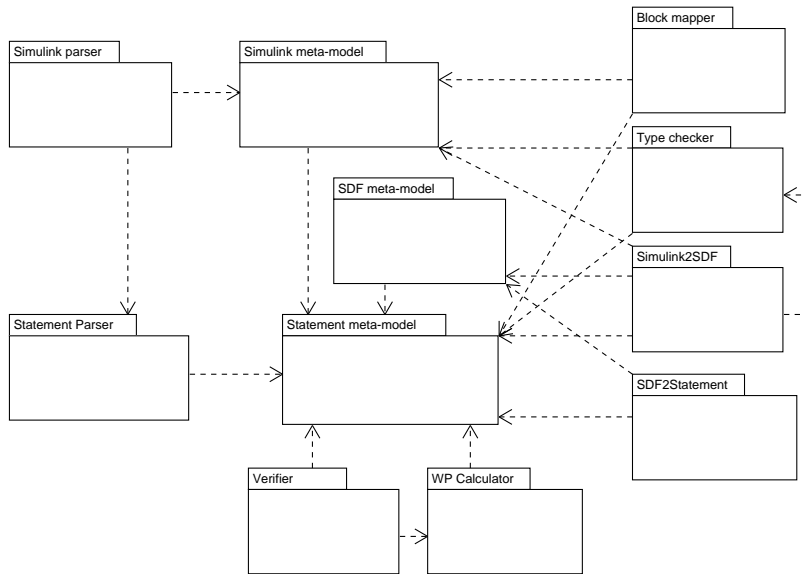 Block mapper
Simulink parser
Simulink meta-model
Type checker
SDF meta-model
Simulink2SDF
Statement Parser
Statement meta-model
SDF2Statement
Verifier
WP Calculator